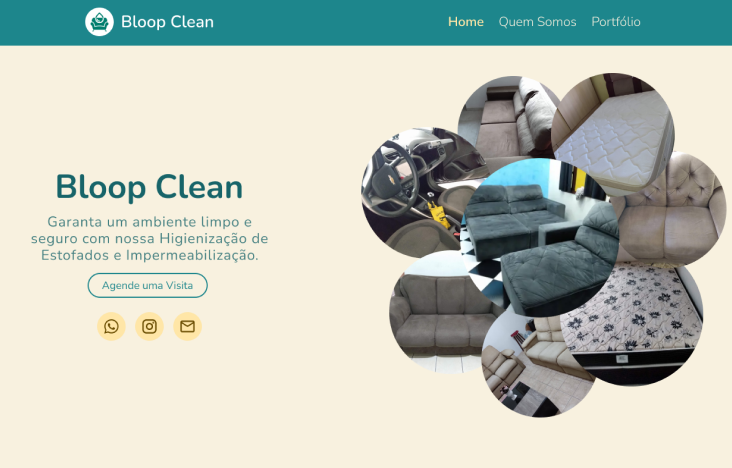 Bloop Clean
Home Quem Somos Portfólio
Bloop Clean
Garanta um ambiente limpo e
seguro com nossa Higienização de
Estofados e Impermeabilização.
Agende uma Visita